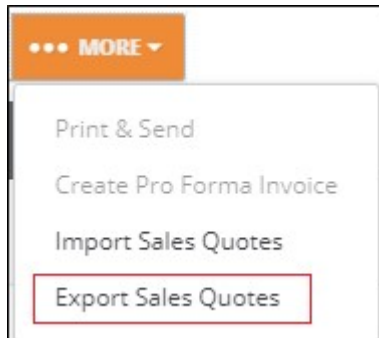 ••• MORE
Print & Send
Create Pro Forma Invoice
Import Sales Quotes
Export Sales Quotes